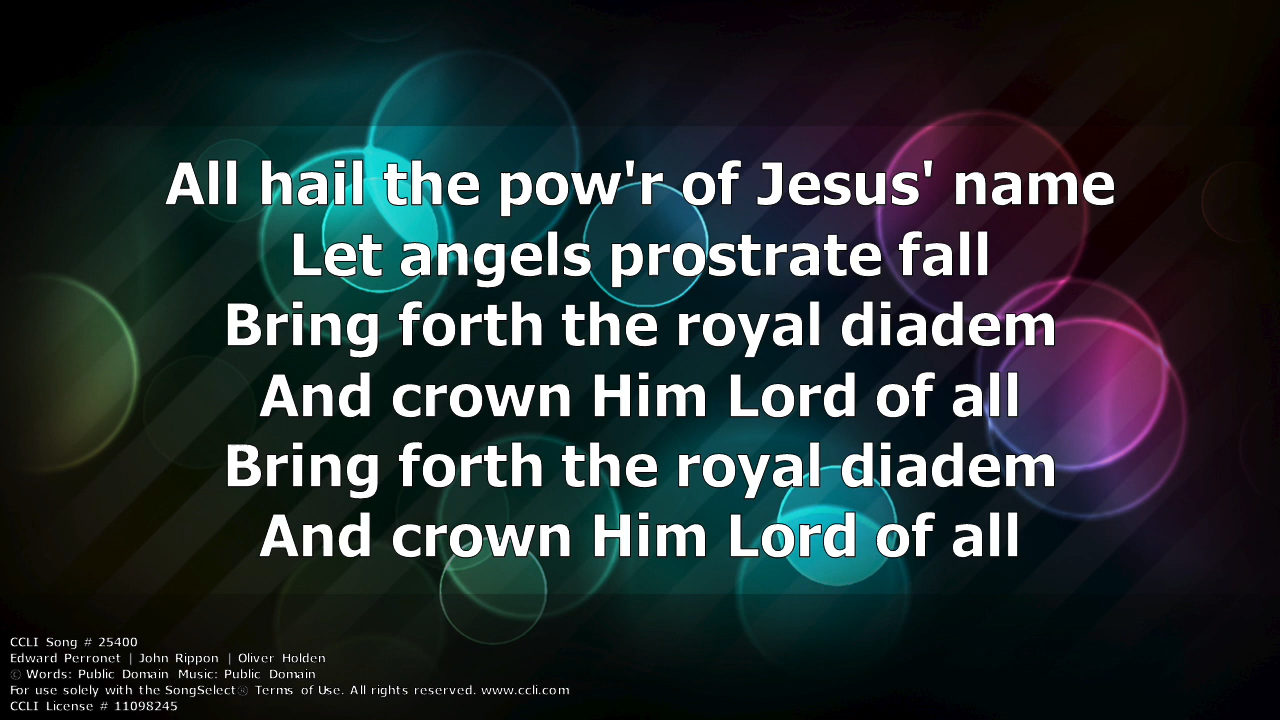 All hail the pow'r of Jesus' name
Let angels prostrate fall
Bring forth the royal diadem
And crown Him Lord of all
Bring forth the royal diadem
And crown Him Lord of all
CCLI Song # 25400
Edward Perronet | John Rippon | Oliver Holden
© Words: Public Domain Music: Public Domain
For use solely with the SongSelect® Terms of Use. All rights reserved. www.ccli.com
CCLI License # 11098245